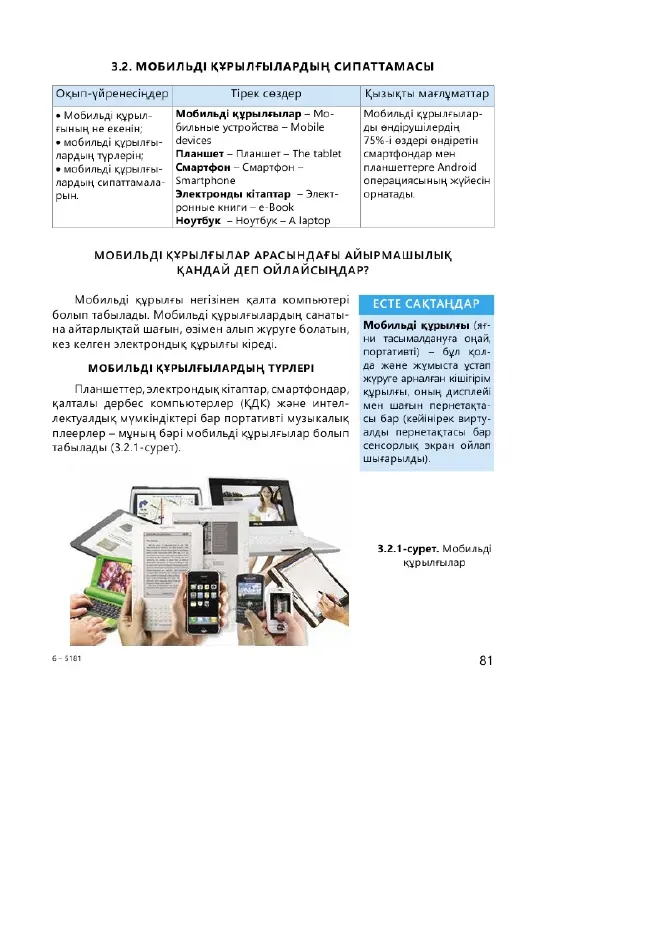 3.2. МОБИЛЬДІ ҚҰРЫЛҒЫЛАРДЫҢ СИПАТТАМАСЫ
Оқып-үйренесіңдер
• Мобильді құрыл-
ғының не екенін;
• мобильді құрылғы-
лардың түрлерін;
• мобильді құрылғы-
лардың сипаттамала-
рын.
Тірек сөздер
Мобильді құрылғылар – Мо-
бильные устройства – Mobile
devices
Планшет – Планшет – The tablet
Смартфон – Смартфон –
Smartphone
Электронды кітаптар – Элект-
ронные книги – e-Book
Ноутбук – Ноутбук – A laptop
Қызықты мағлұматтар
Мобильді құрылғылар-
ды өндірушілердің
75%-і өздері өндіретін
смартфондар мен
планшеттерге Android
операциясының жүйесін
орнатады.
МОБИЛЬДІ ҚҰРЫЛҒЫЛАР АРАСЫНДАҒЫ АЙЫРМАШЫЛЫҚ
ҚАНДАЙ ДЕП ОЙЛАЙСЫҢДАР?
Мобильді құрылғы негізінен қалта компьютері
болып табылады. Мобильді құрылғылардың санаты-
на айтарлықтай шағын, өзімен алып жүруге болатын,
кез келген электрондық құрылғы кіреді.
МОБИЛЬДІ ҚҰРЫЛҒЫЛАРДЫҢ ТҮРЛЕРІ
Планшеттер, электрондық кітаптар, смартфондар,
қалталы дербес компьютерлер (ҚДК) және интел-
лектуалдық мүмкіндіктері бар портативті музыкалық
плеерлер – мұның бәрі мобильді құрылғылар болып
табылады (3.2.1-сурет).
ЕСТЕ САҚТАҢДАР
Мобильді құрылғы (яғ-
ни тасымалдануға оңай,
портативті) – бұл қол-
да және жұмыста ұстап
жүруге арналған кішігірім
құрылғы, оның дисплейі
мен шағын пернетақта-
сы бар (кейінірек вирту-
алды пернетақтасы бар
сенсорлық экран ойлап
шығарылды).
3.2.1-сурет. Мобильді
құрылғылар
6 – 5181
81